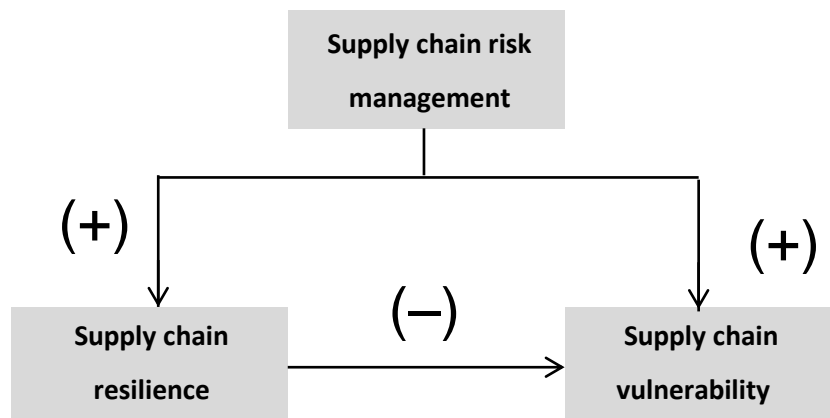 Supply chain risk
management
(+)
(+)
(–)
Supply chain
resilience
Supply chain
vulnerability